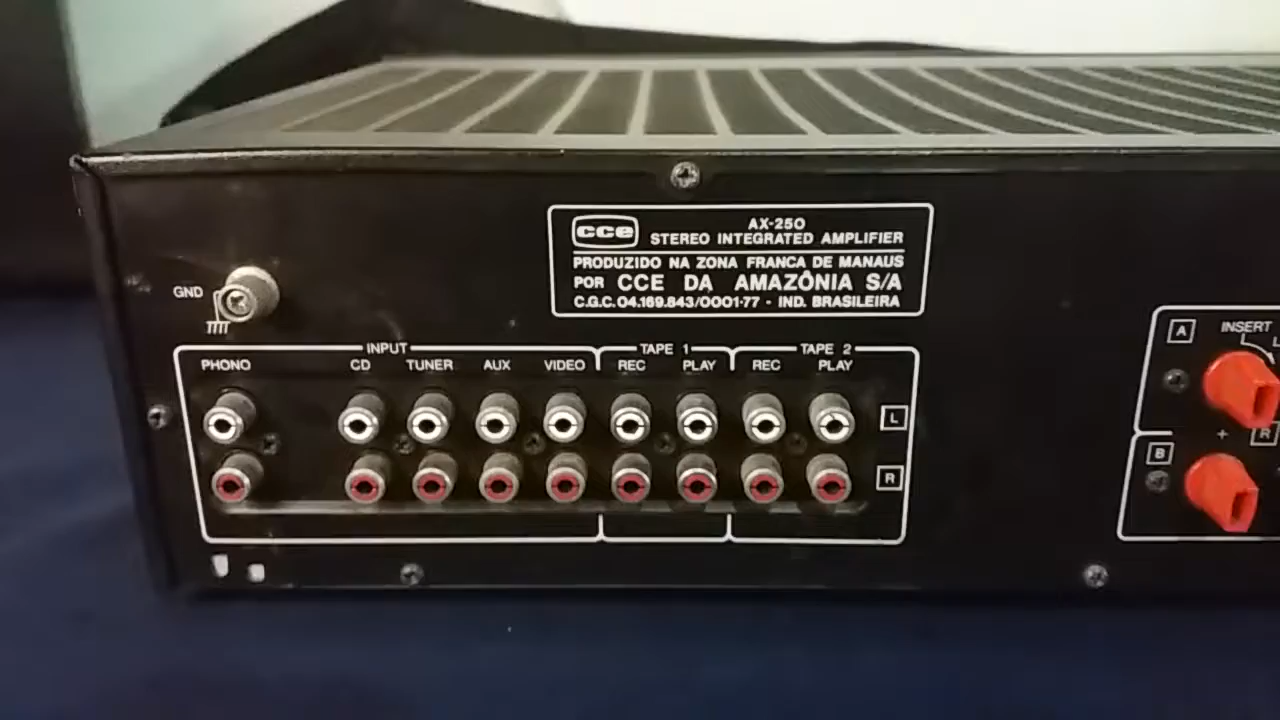 cce
AX-250
STEREO INTEGRATED AMPLIFIER
PRODUZIDO NA ZONA FRANCA DE MANAUS
POR CCE DA AMAZÔNIA S/A
C.G.C. 04.169.843/0001-77 - IND. BRASILEIRA
GND
INPUT TAPE 1 TAPE 2
PHONO CD TUNER AUX VIDEO REC PLAY REC PLAY
L
R
A INSERT
L
+ R
B